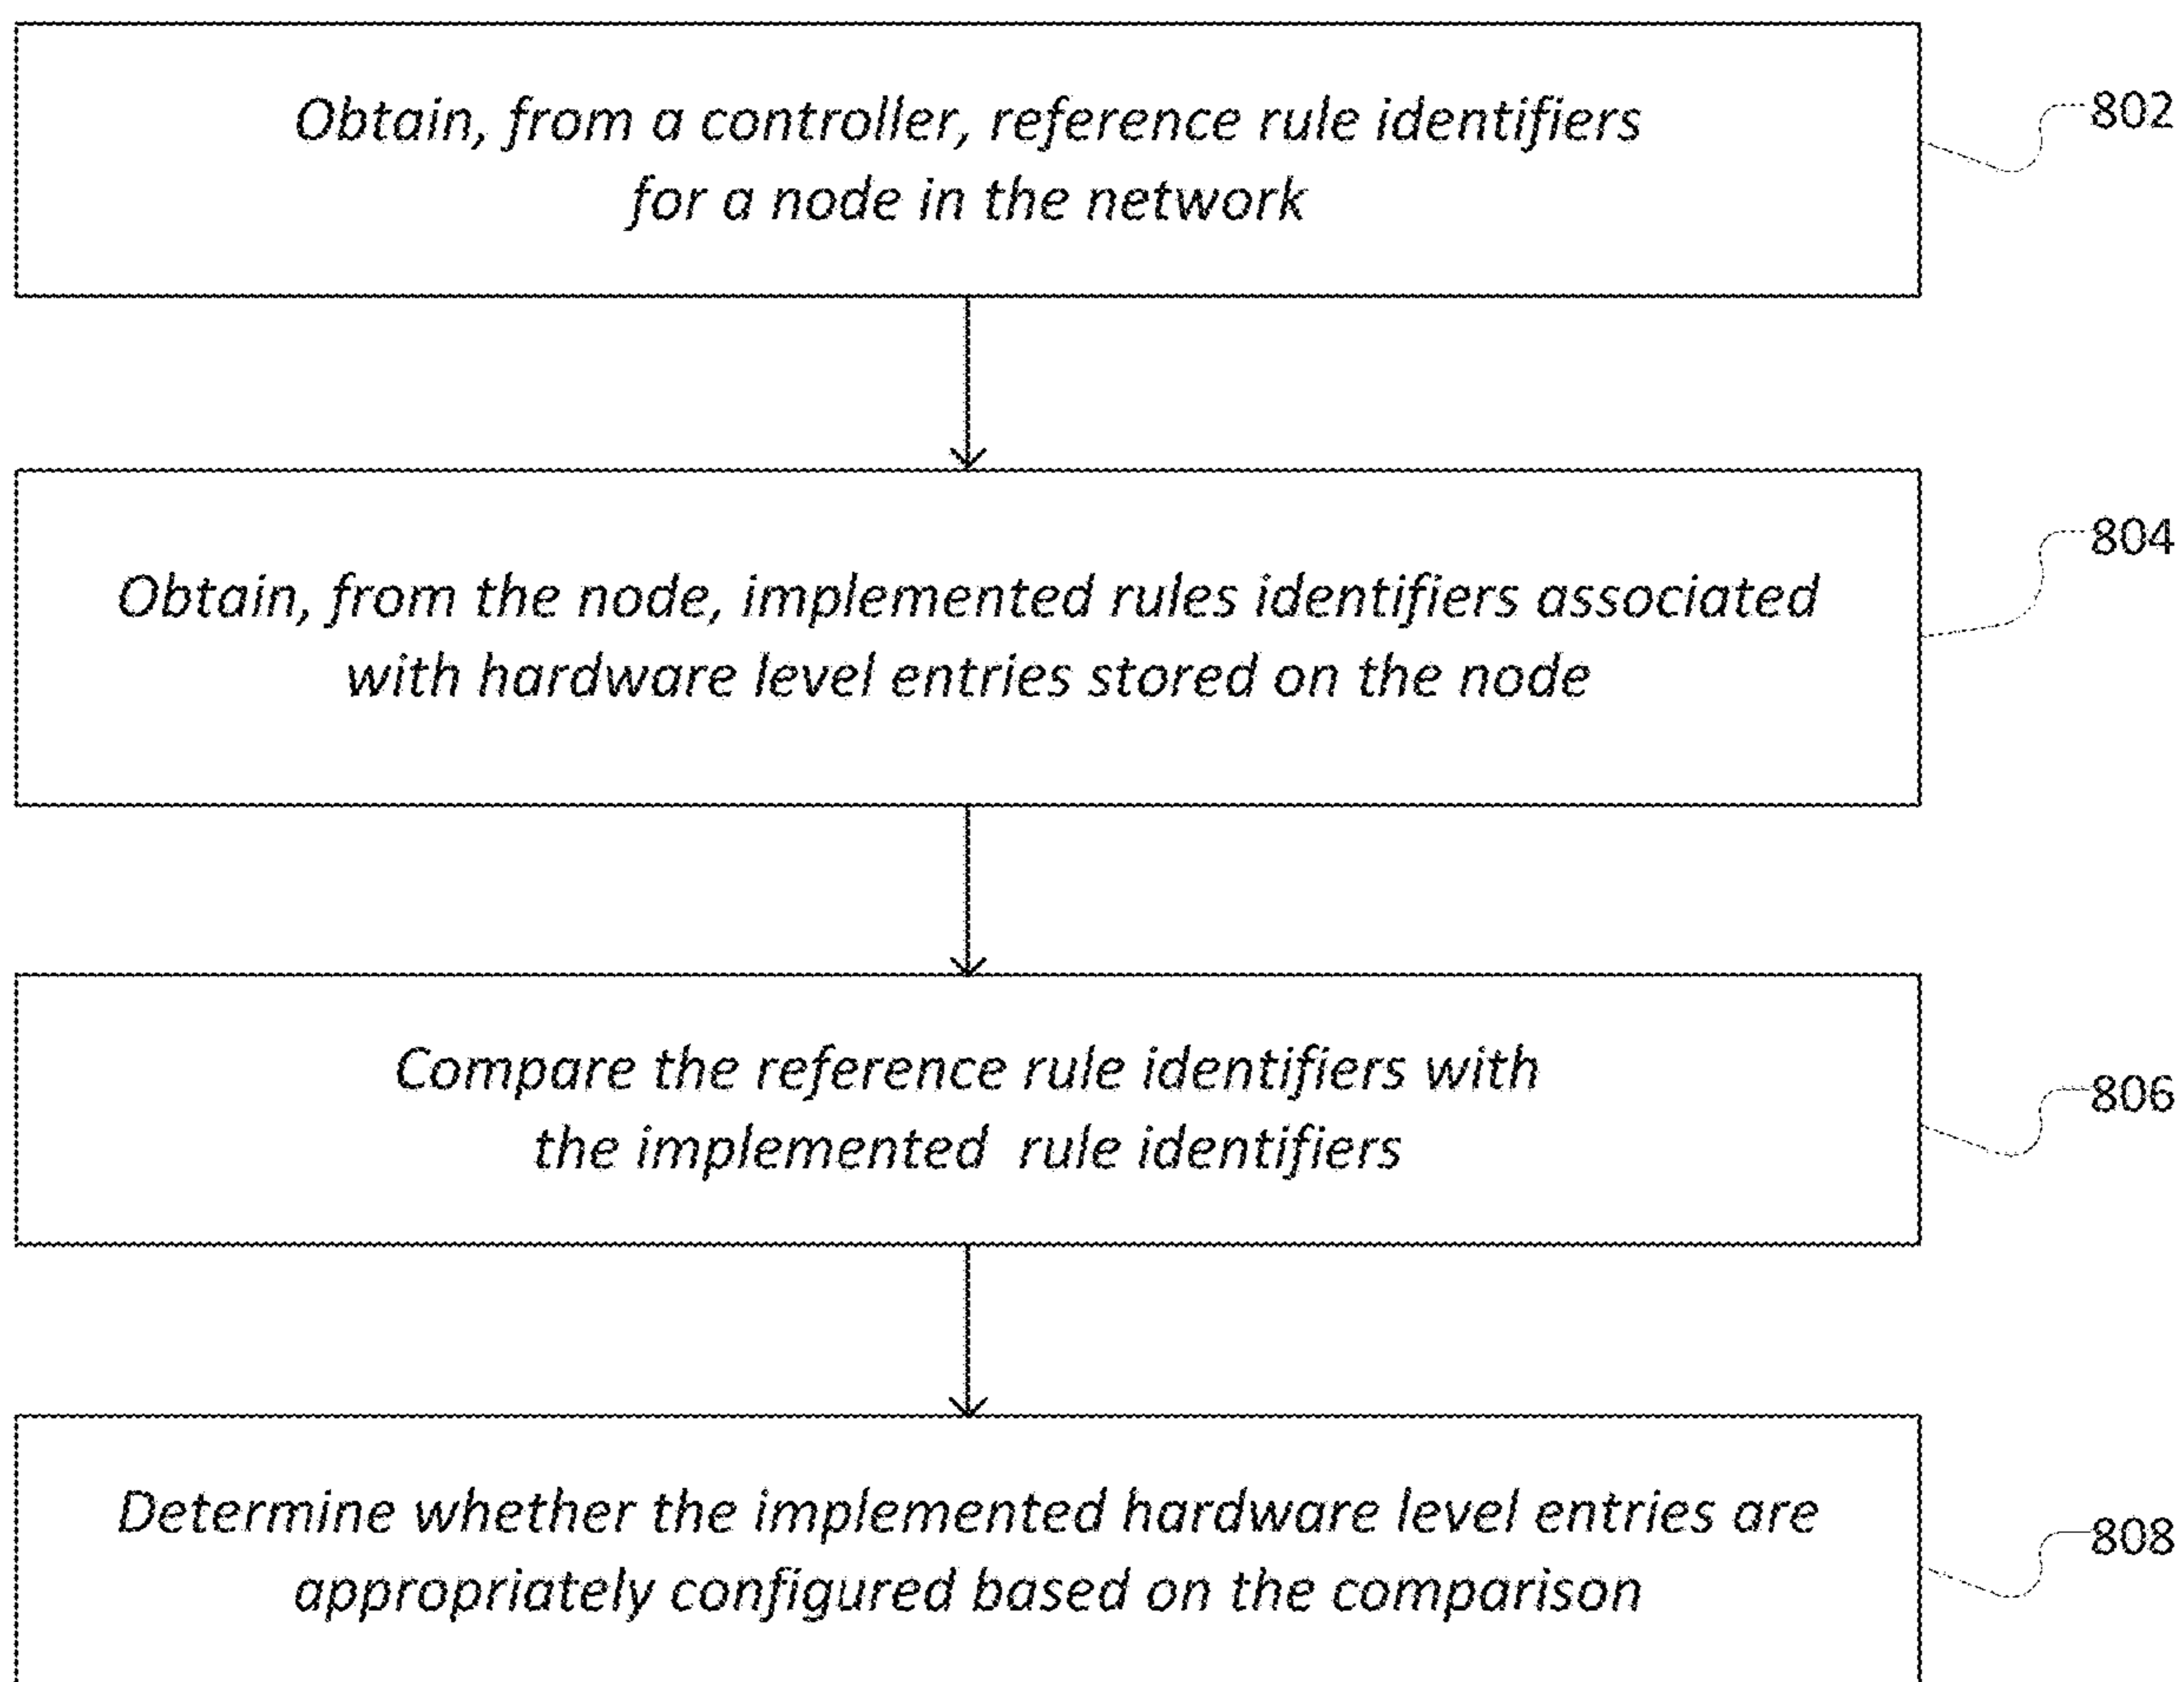 Obtain, from a controller, reference rule identifiers
for a node in the network
802
Obtain, from the node, implemented rules identifiers associated
with hardware level entries stored on the node
804
Compare the reference rule identifiers with
the implemented  rule identifiers
806
Determine whether the implemented hardware level entries are
appropriately configured based on the comparison
808